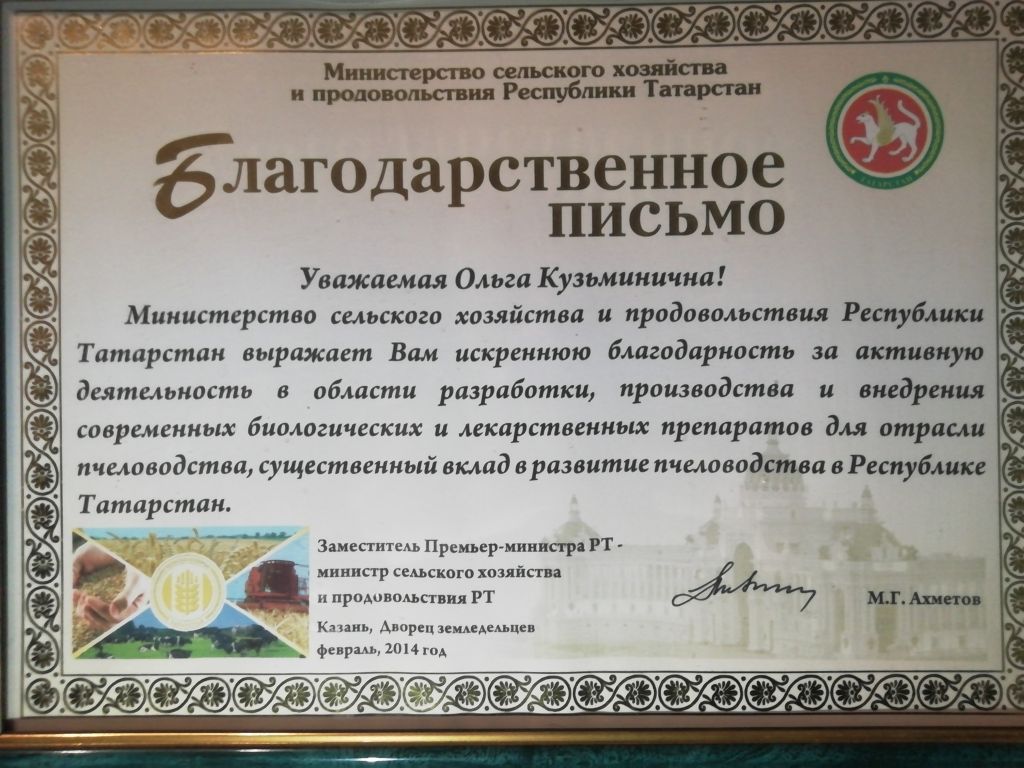 Министерство сельского хозяйства
и продовольствия Республики Татарстан
ТАТАРСТАН
Благодарственное
письмо
Уважаемая Ольга Кузьминична!
Министерство сельского хозяйства и продовольствия Республики
Татарстан выражает Вам искреннюю благодарность за активную
деятельность в области разработки, производства и внедрения
современных биологических и лекарственных препаратов для отрасли
пчеловодства, существенный вклад в развитие пчеловодства в Республике
Татарстан.
Заместитель Премьер-министра РТ -
министр сельского хозяйства
и продовольствия РТ
М.Г. Ахметов
Казань, Дворец земледельцев
февраль, 2014 год